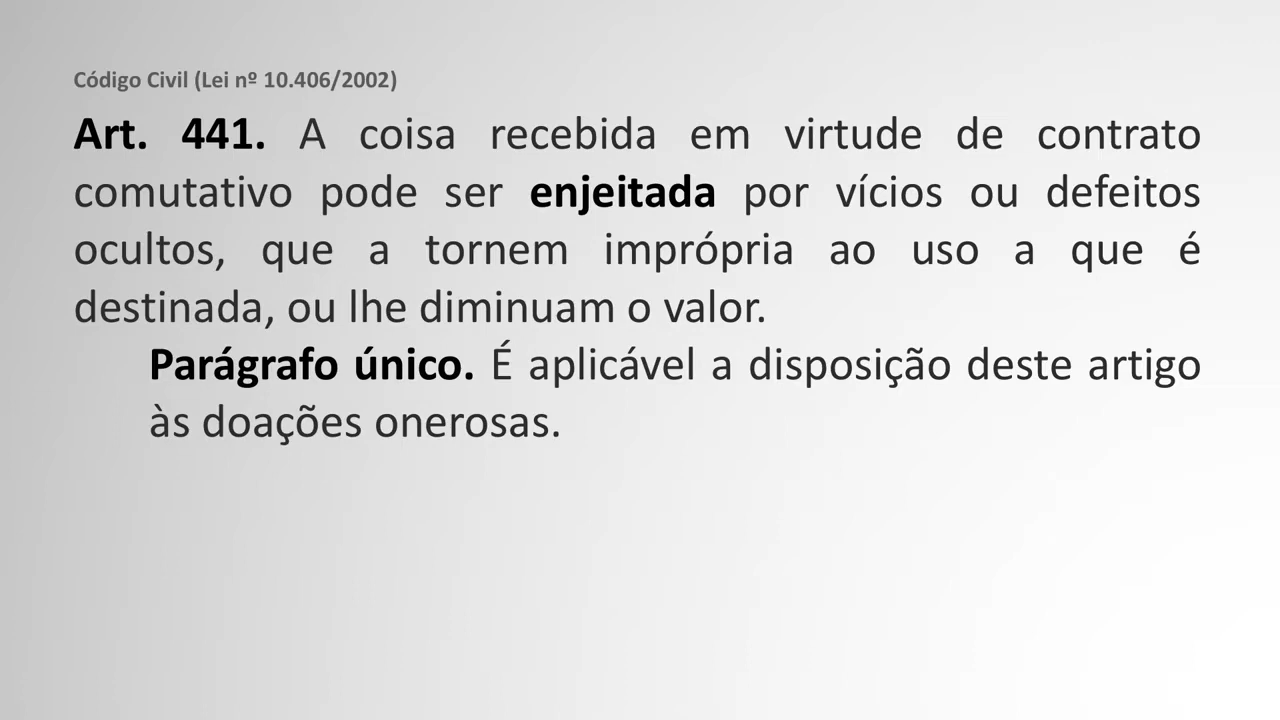 Código Civil (Lei nº 10.406/2002)
Art. 441. A coisa recebida em virtude de contrato
comutativo pode ser enjeitada por vícios ou defeitos
ocultos, que a tornem imprópria ao uso a que é
destinada, ou lhe diminuam o valor.
Parágrafo único. É aplicável a disposição deste artigo
às doações onerosas.